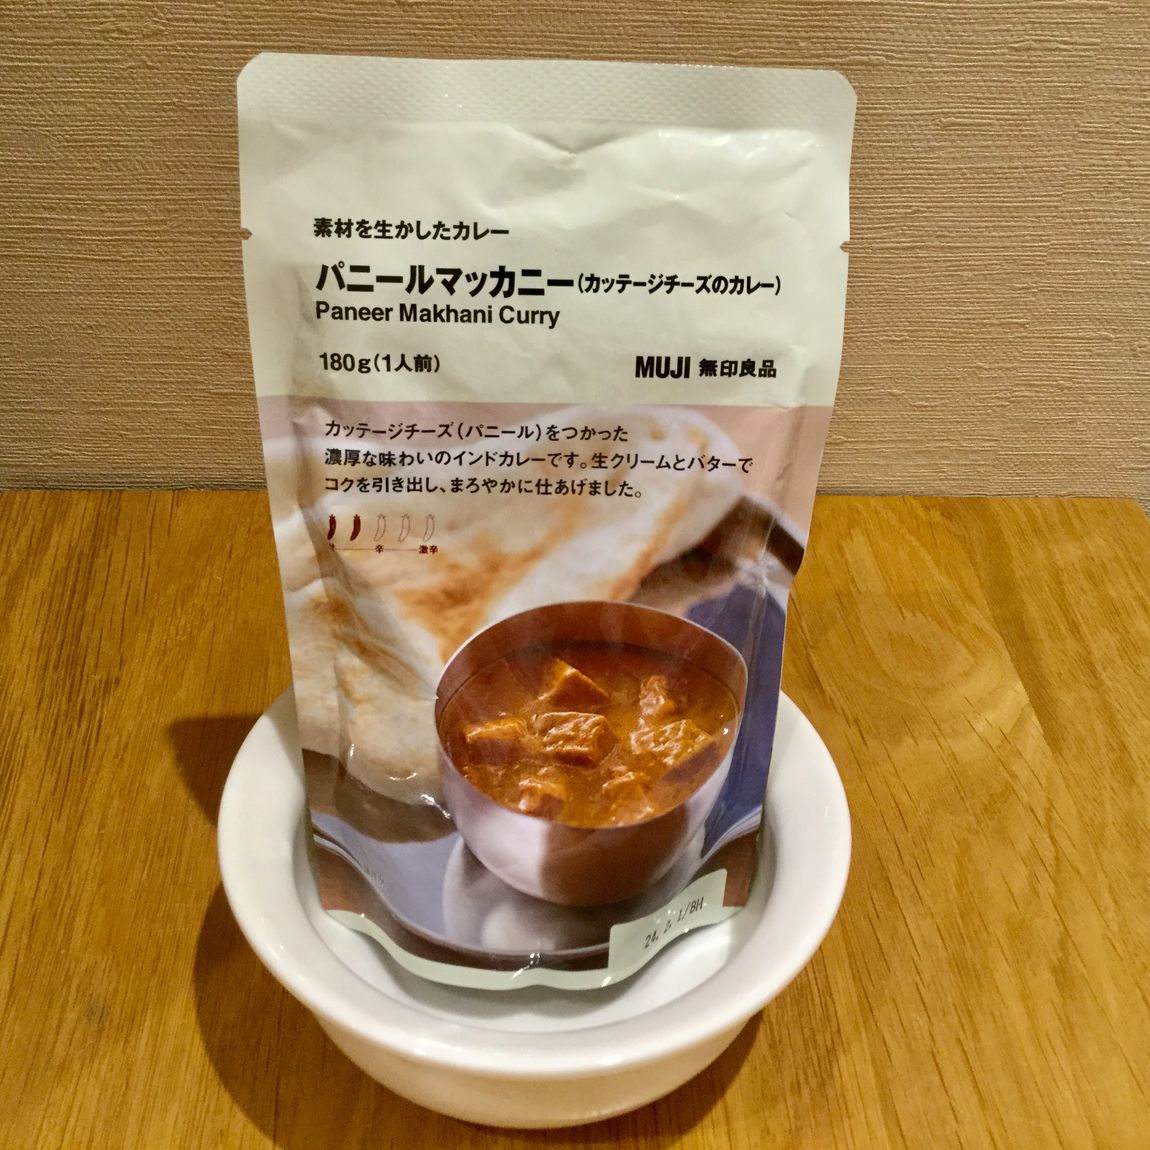 素材を生かしたカレー
パニールマッカニー(カッテージチーズのカレー)
Paneer Makhani Curry
180g(1人前)
MUJI 無印良品
カッテージチーズ(パニール)をつかった
濃厚な味わいのインドカレーです。生クリームとバターで
コクを引き出し、まろやかに仕あげました。
辛 激辛
24. 2. 1/BH